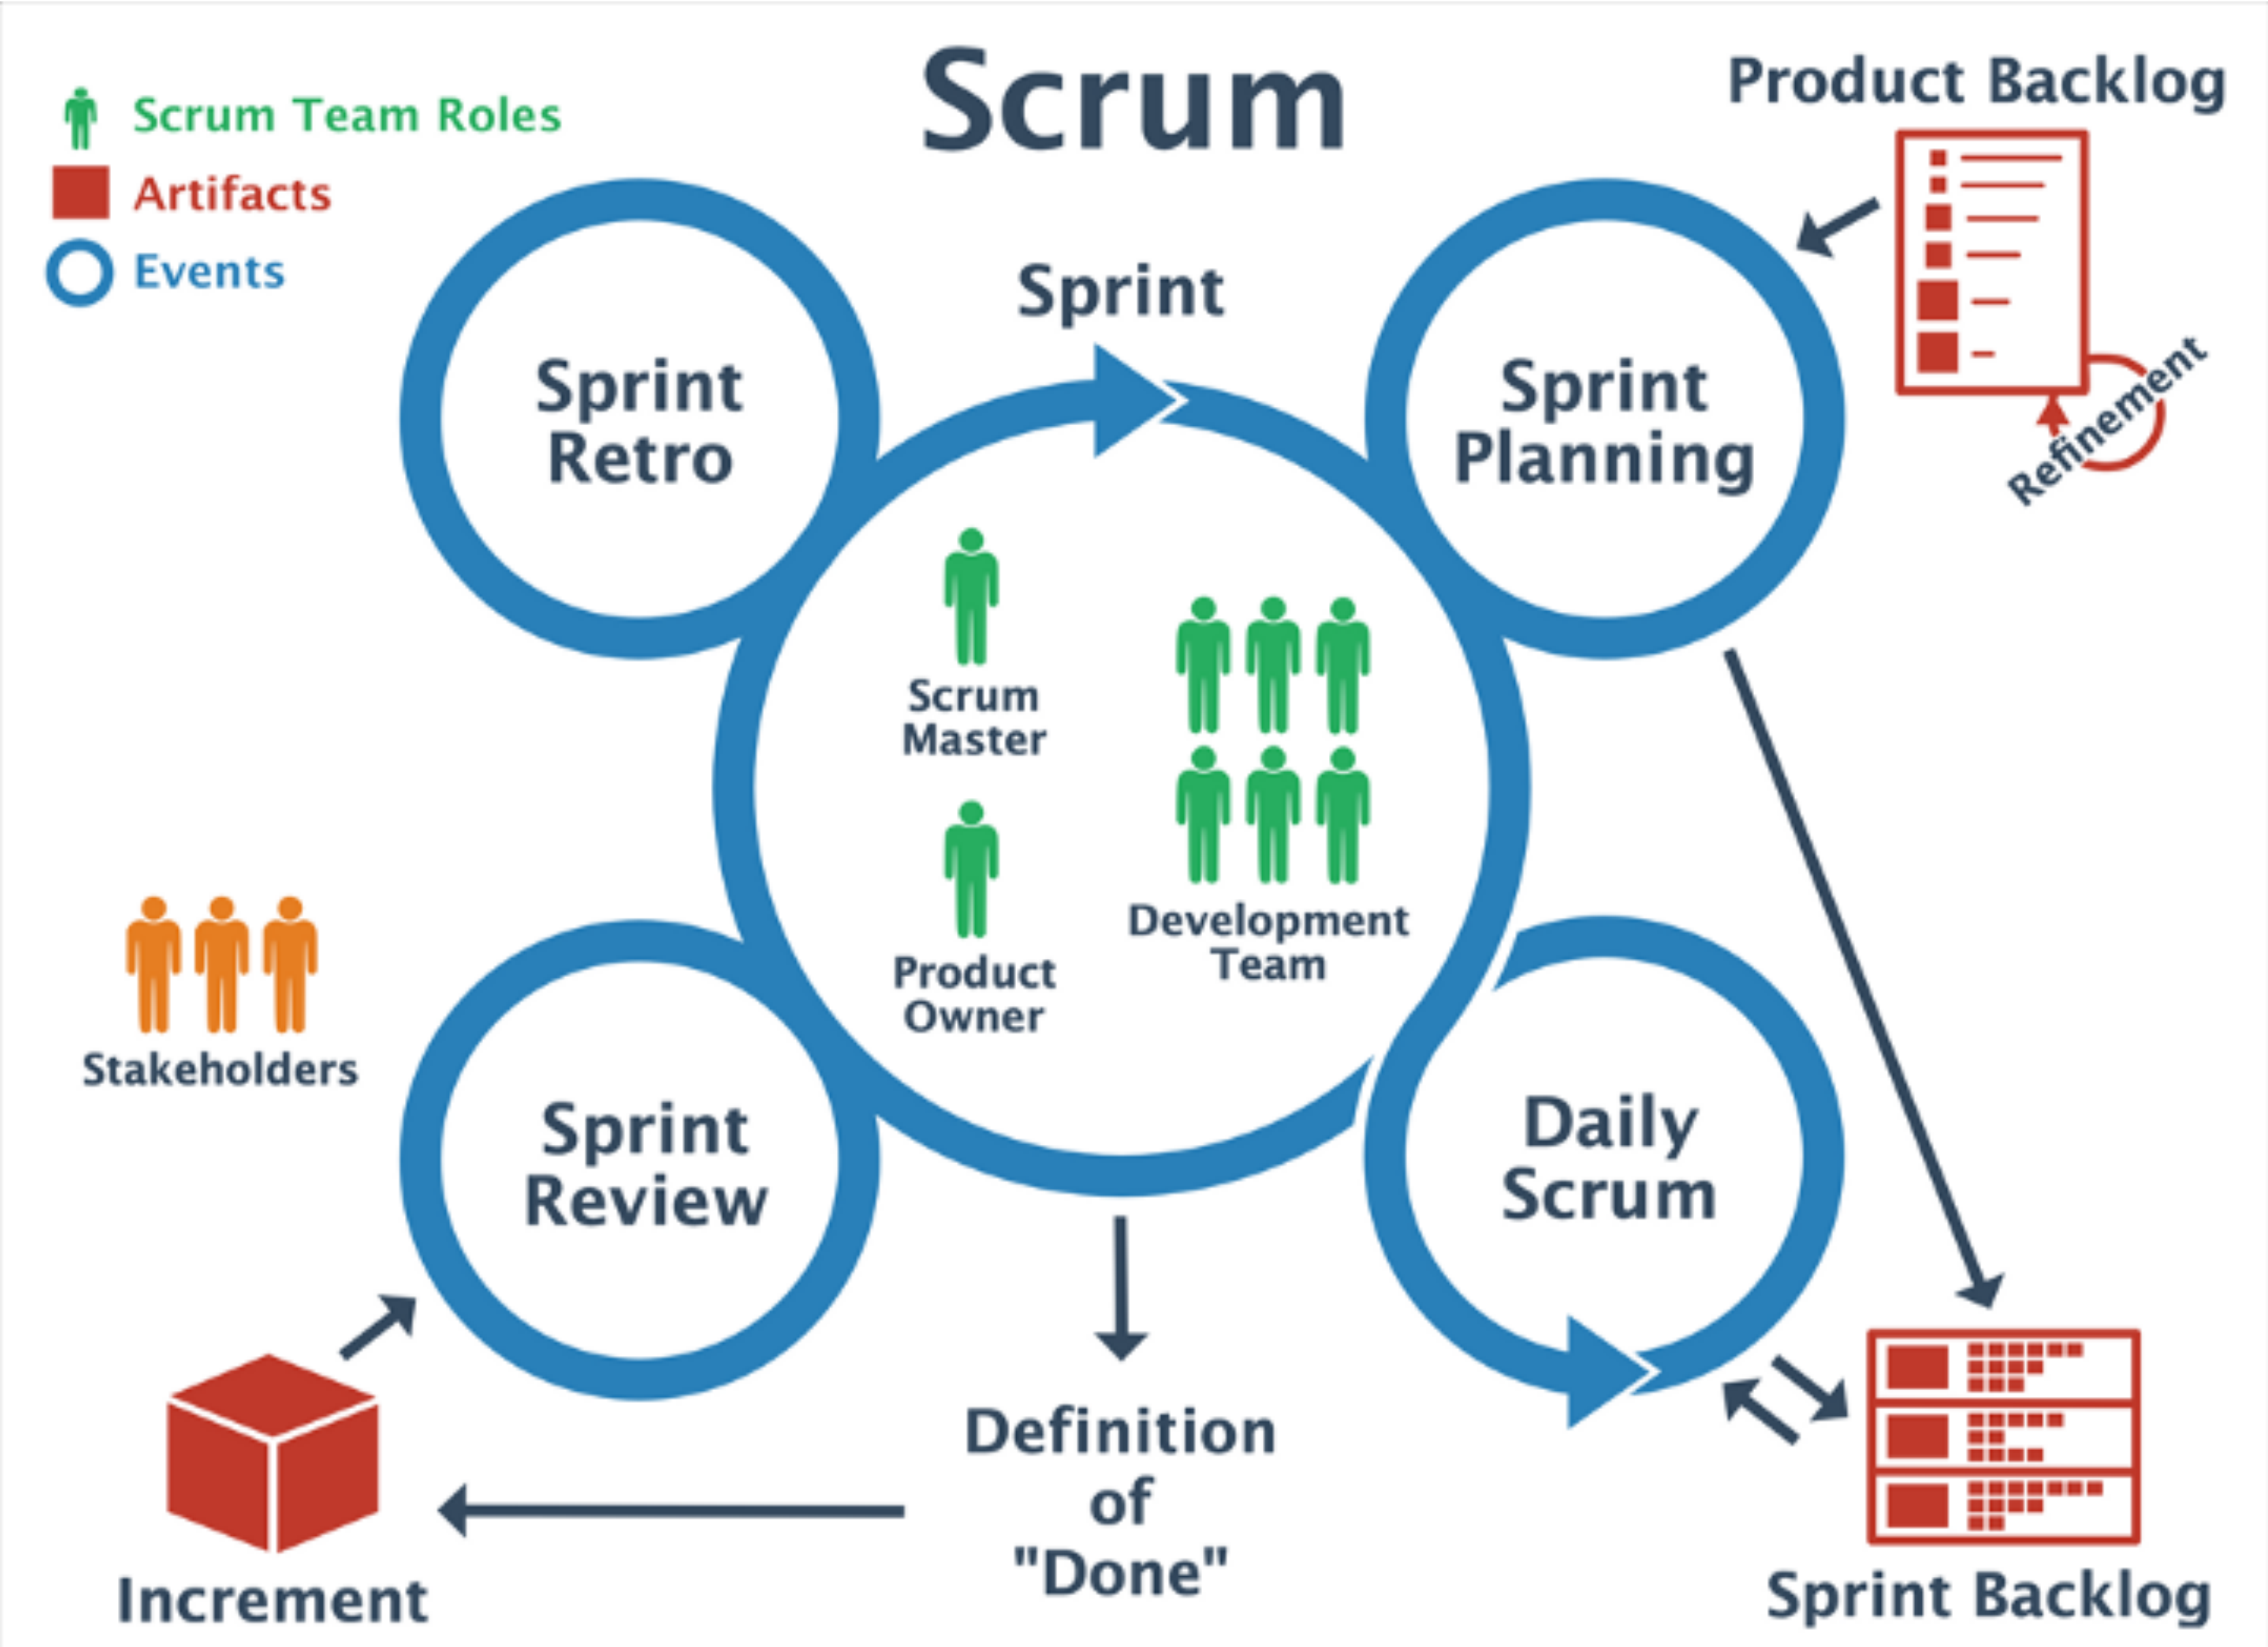 Scrum
Scrum Team Roles
Artifacts
Events
Product Backlog
Refinement
Sprint
Sprint
Retro
Sprint
Planning
Scrum
Master
Product
Owner
Development
Team
Stakeholders
Sprint
Review
Daily
Scrum
Definition
of
"Done"
Increment
Sprint Backlog